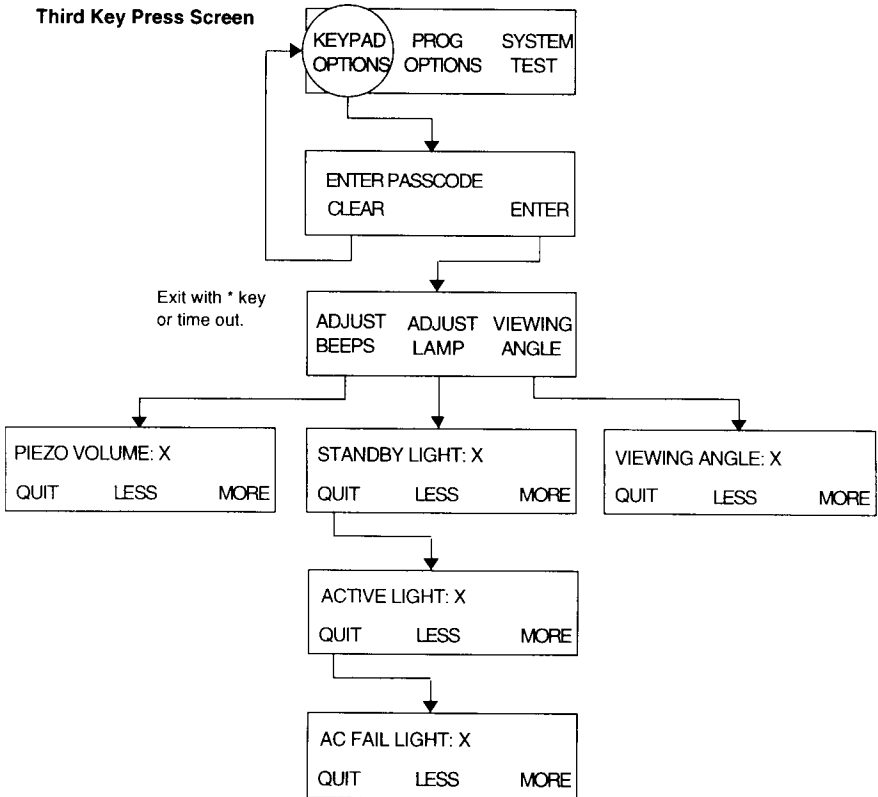 Third Key Press Screen
KEYPAD PROG SYSTEM
OPTIONS OPTIONS TEST
ENTER PASSCODE
CLEAR ENTER
Exit with * key
or time out.
ADJUST ADJUST VIEWING
BEEPS LAMP ANGLE
PIEZO VOLUME: X
QUIT LESS MORE
STANDBY LIGHT: X
QUIT LESS MORE
VIEWING ANGLE: X
QUIT LESS MORE
ACTIVE LIGHT: X
QUIT LESS MORE
AC FAIL LIGHT: X
QUIT LESS MORE